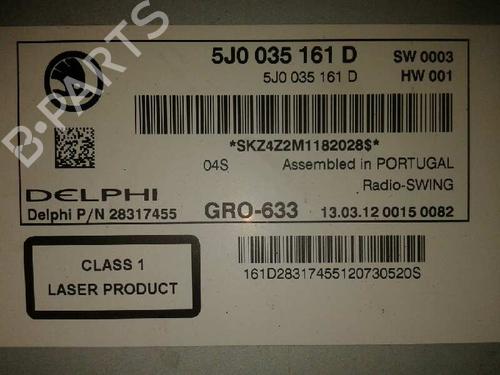 5J0 035 161 D SW 0003
5J0 035 161 D HW 001
*SKZ4Z2M1182028$*
04S Assembled in PORTUGAL
Radio-SWING
DELPHI
Delphi P/N 28317455 GRO-633 13.03.12 0015 0082
CLASS 1
LASER PRODUCT
161D28317455120730520S
B-PARTS